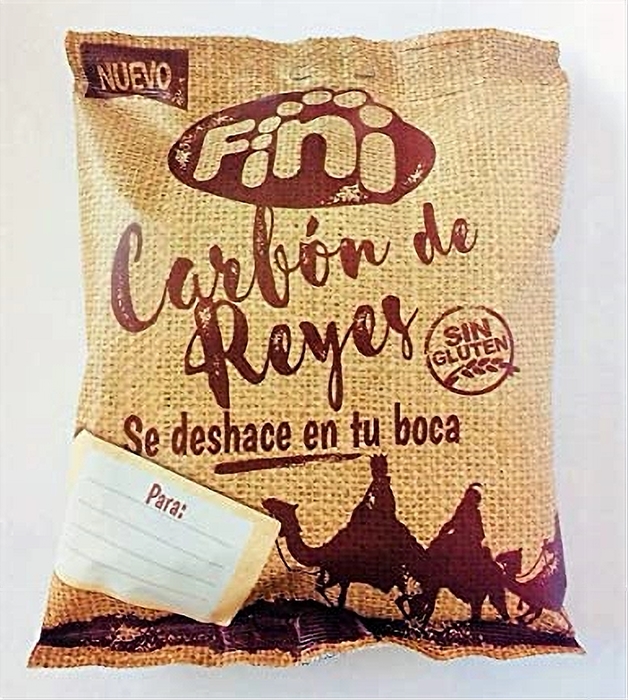 NUEVO
Fini
Carbón de
Reyes
SIN
GLUTEN
Se deshace en tu boca
Para: